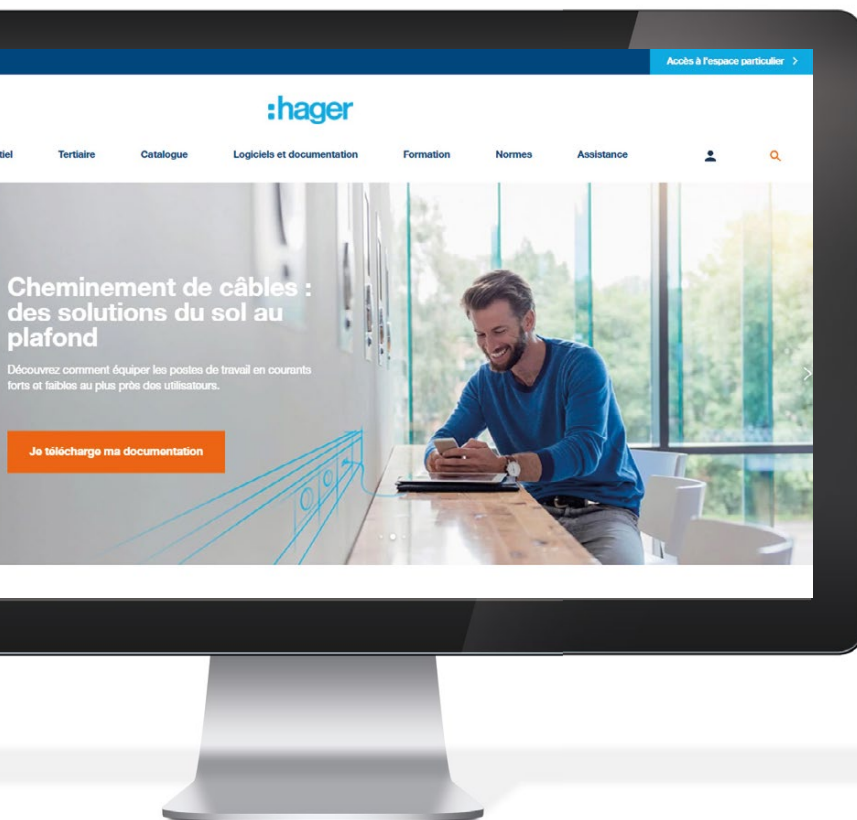 Accès à l'espace particulier
:hager
tiel Tertiaire Catalogue Logiciels et documentation Formation Normes Assistance
Cheminement de câbles :
des solutions du sol au
plafond
Découvrez comment équiper les postes de travail en courants
forts et faibles au plus près des utilisateurs.
Je télécharge ma documentation